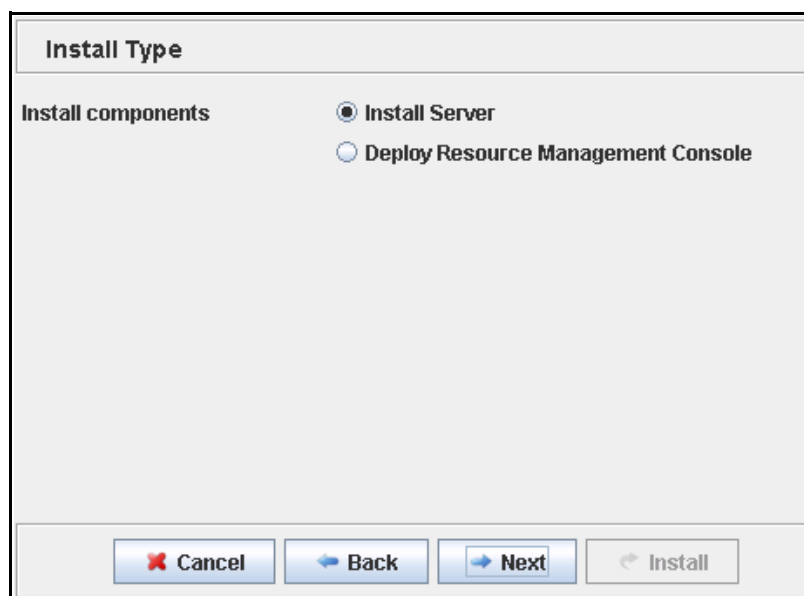 Install Type
Install components
Install Server
Deploy Resource Management Console
Cancel
Back
Next
Install